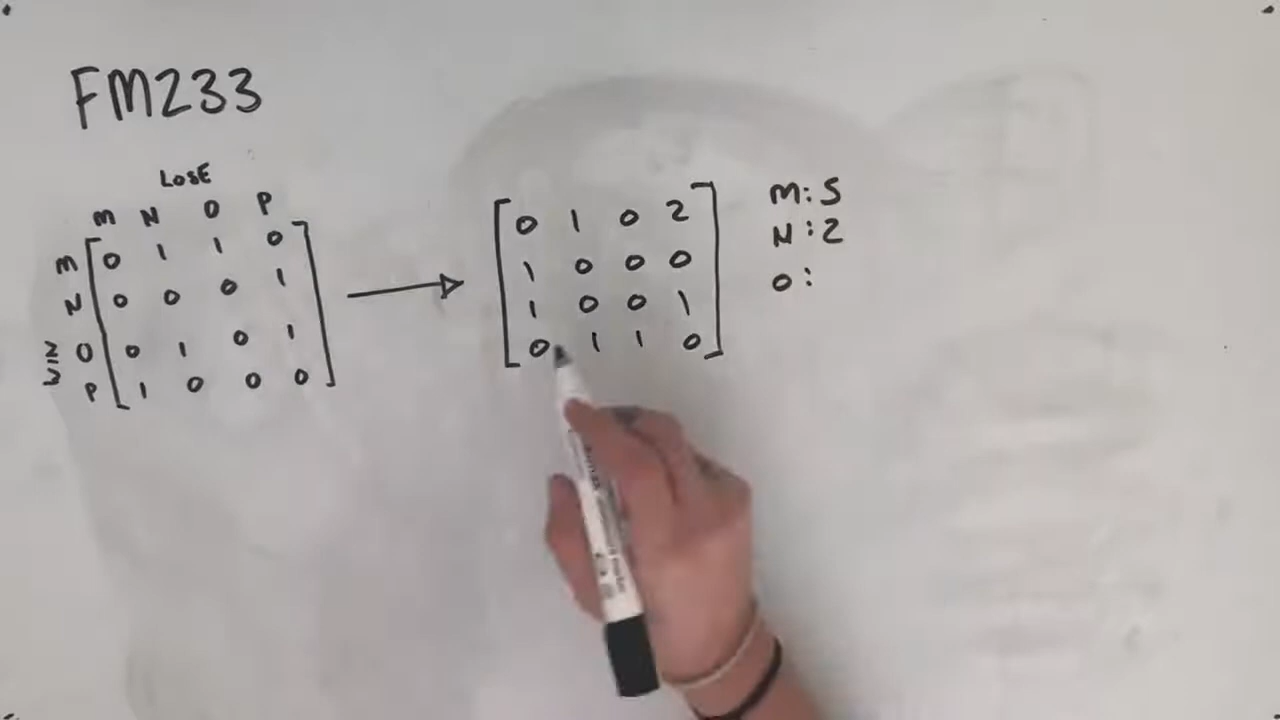 FM233
LOSE
M N O P
M 0 1 1 0
N 0 0 0 1
O 0 1 0 1
P 1 0 0 0
WIN
0 1 0 2
1 0 0 0
1 0 0 1
0 1 1 0
M: 5
N: 2
O: